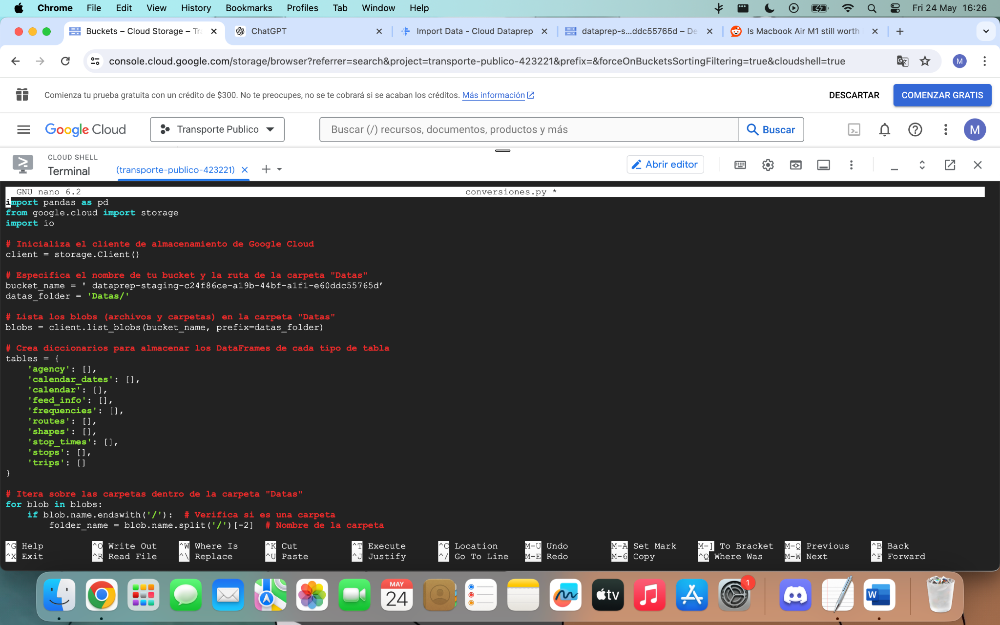 Chrome File Edit View History Bookmarks Profiles Tab Window Help Fri 24 May 16:26
Buckets – Cloud Storage – Tra ChatGPT Import Data - Cloud Dataprep dataprep-s...ddc55765d – De Is Macbook Air M1 still worth
console.cloud.google.com/storage/browser?referrer=search&project=transporte-publico-423221&prefix=&forceOnBucketsSortingFiltering=true&cloudshell=true M
Comienza tu prueba gratuita con un crédito de $300. No te preocupes, no se te cobrará si se acaban los créditos. Más información DESCARTAR COMENZAR GRATIS
Google Cloud Transporte Publico Buscar (/) recursos, documentos, productos y más Buscar M
CLOUD SHELL
Terminal (transporte-publico-423221) Abrir editor
GNU nano 6.2 conversiones.py *
import pandas as pd
from google.cloud import storage
import io
# Inicializa el cliente de almacenamiento de Google Cloud
client = storage.Client()
# Especifica el nombre de tu bucket y la ruta de la carpeta "Datas"
bucket_name = ' dataprep-staging-c24f86ce-a19b-44bf-a1f1-e60ddc55765d’
datas_folder = 'Datas/'
# Lista los blobs (archivos y carpetas) en la carpeta "Datas"
blobs = client.list_blobs(bucket_name, prefix=datas_folder)
# Crea diccionarios para almacenar los DataFrames de cada tipo de tabla
tables = {
    'agency': [],
    'calendar_dates': [],
    'calendar': [],
    'feed_info': [],
    'frequencies': [],
    'routes': [],
    'shapes': [],
    'stop_times': [],
    'stops': [],
    'trips': []
}
# Itera sobre las carpetas dentro de la carpeta "Datas"
for blob in blobs:
    if blob.name.endswith('/'):  # Verifica si es una carpeta
        folder_name = blob.name.split('/')[-2]  # Nombre de la carpeta
^G Help ^O Write Out ^W Where Is ^K Cut ^T Execute ^C Location M-U Undo M-A Set Mark M-] To Bracket M-Q Previous ^B Back
^X Exit ^R Read File ^\ Replace ^U Paste ^J Justify ^/ Go To Line M-E Redo M-6 Copy ^Q Where Was M-W Next ^F Forward
MAY
24
tv
1
W